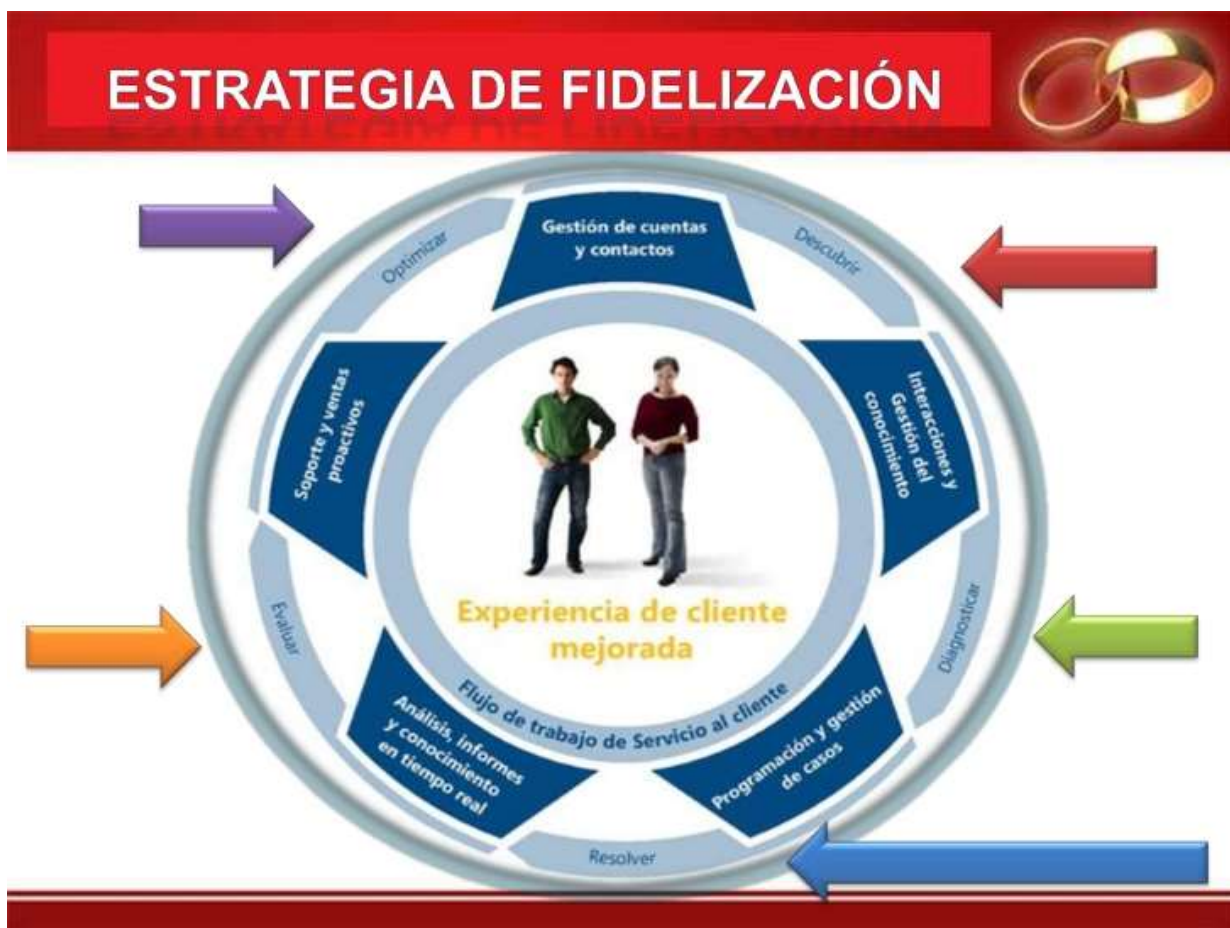 ESTRATEGIA DE FIDELIZACIÓN
Gestión de cuentas
y contactos
Descubrir
Interacciones y
Gestión del
conocimiento
Diagnosticar
Programación y gestión
de casos
Resolver
Análisis, informes
y conocimiento
en tiempo real
Evaluar
Soporte y ventas
proactivos
Optimizar
Experiencia de cliente
mejorada
Flujo de trabajo de Servicio al cliente